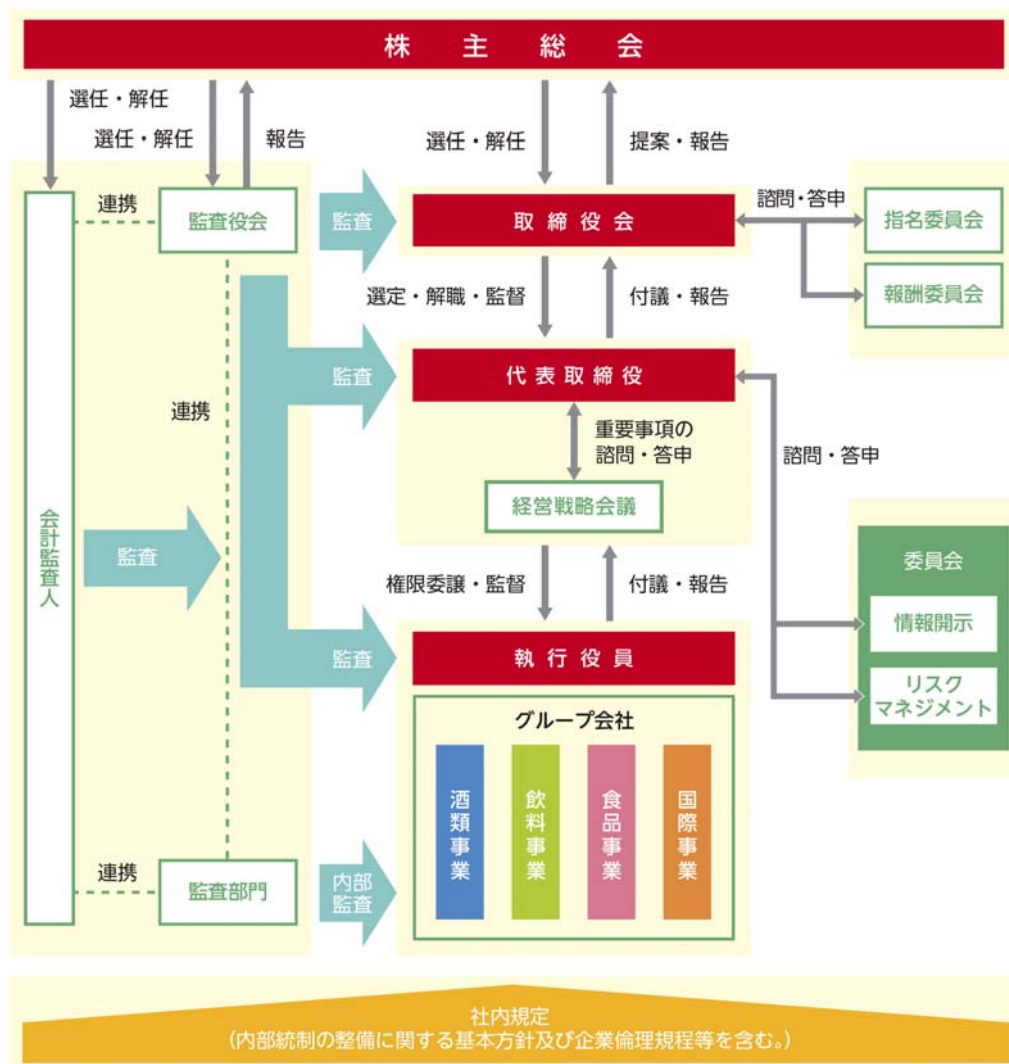 株主総会
選任・解任
選任・解任
報告
選任・解任
提案・報告
連携
監査役会
監査
取締役会
諮問・答申
指名委員会
報酬委員会
選定・解職・監督
付議・報告
監査
代表取締役
連携
重要事項の
諮問・答申
諮問・答申
経営戦略会議
会計監査人
監査
権限委譲・監督
付議・報告
委員会
情報開示
リスク
マネジメント
監査
執行役員
グループ会社
酒類事業
飲料事業
食品事業
国際事業
連携
監査部門
内部
監査
社内規定
(内部統制の整備に関する基本方針及び企業倫理規程等を含む。)